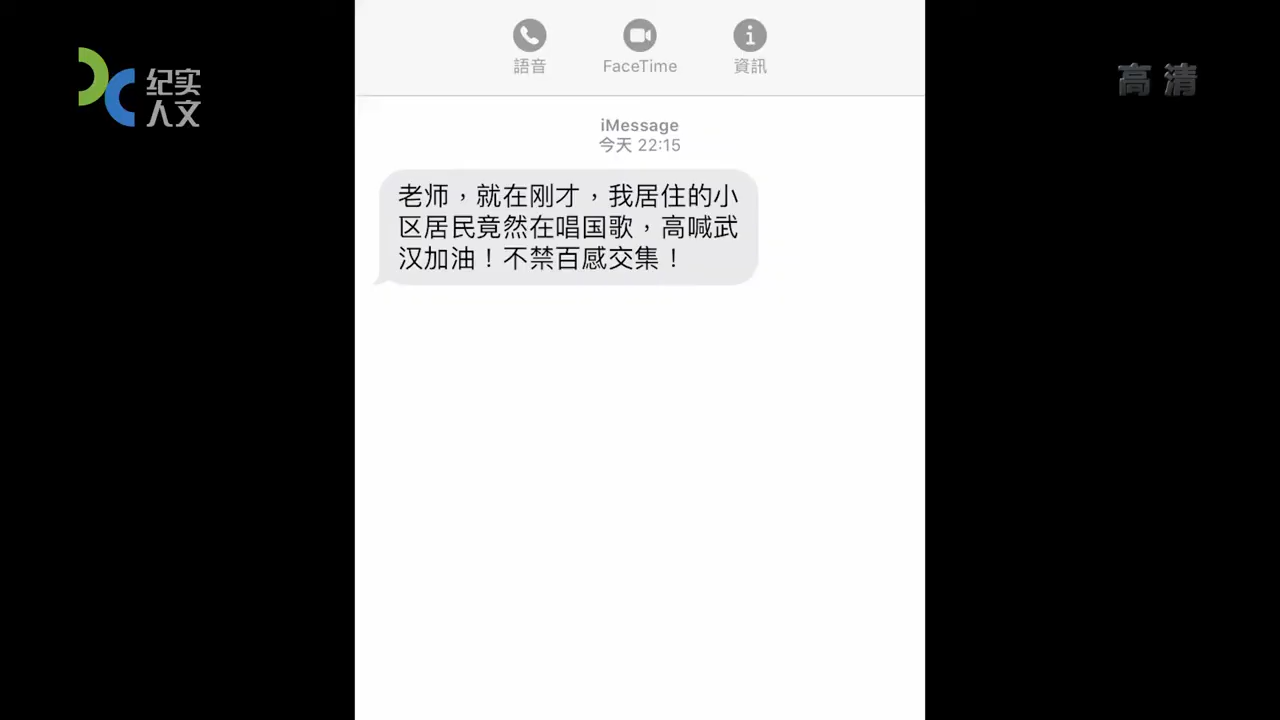 纪实
人文
高清
語音
FaceTime
資訊
iMessage
今天 22:15
老师，就在刚才，我居住的小
区居民竟然在唱国歌，高喊武
汉加油！不禁百感交集！